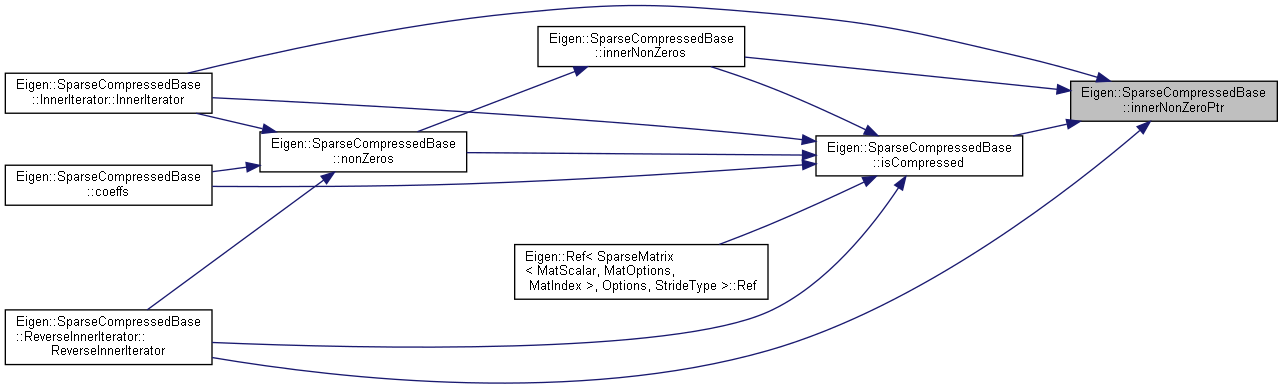 Eigen::SparseCompressedBase
::innerNonZeros
Eigen::SparseCompressedBase
::InnerIterator::InnerIterator
Eigen::SparseCompressedBase
::innerNonZeroPtr
Eigen::SparseCompressedBase
::nonZeros
Eigen::SparseCompressedBase
::isCompressed
Eigen::SparseCompressedBase
::coeffs
Eigen::Ref< SparseMatrix
< MatScalar, MatOptions,
MatIndex >, Options, StrideType >::Ref
Eigen::SparseCompressedBase
::ReverseInnerIterator::
ReverseInnerIterator